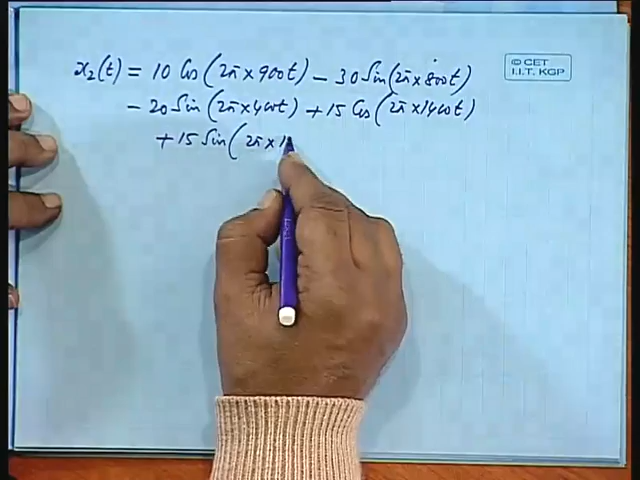 x₂(t) = 10 Cos(2π×900t) − 30 Sin(2π×800t)
− 20 Sin(2π×400t) + 15 Cos(2π×1400t)
+ 15 Sin(2π×1
© CET
I.I.T. KGP